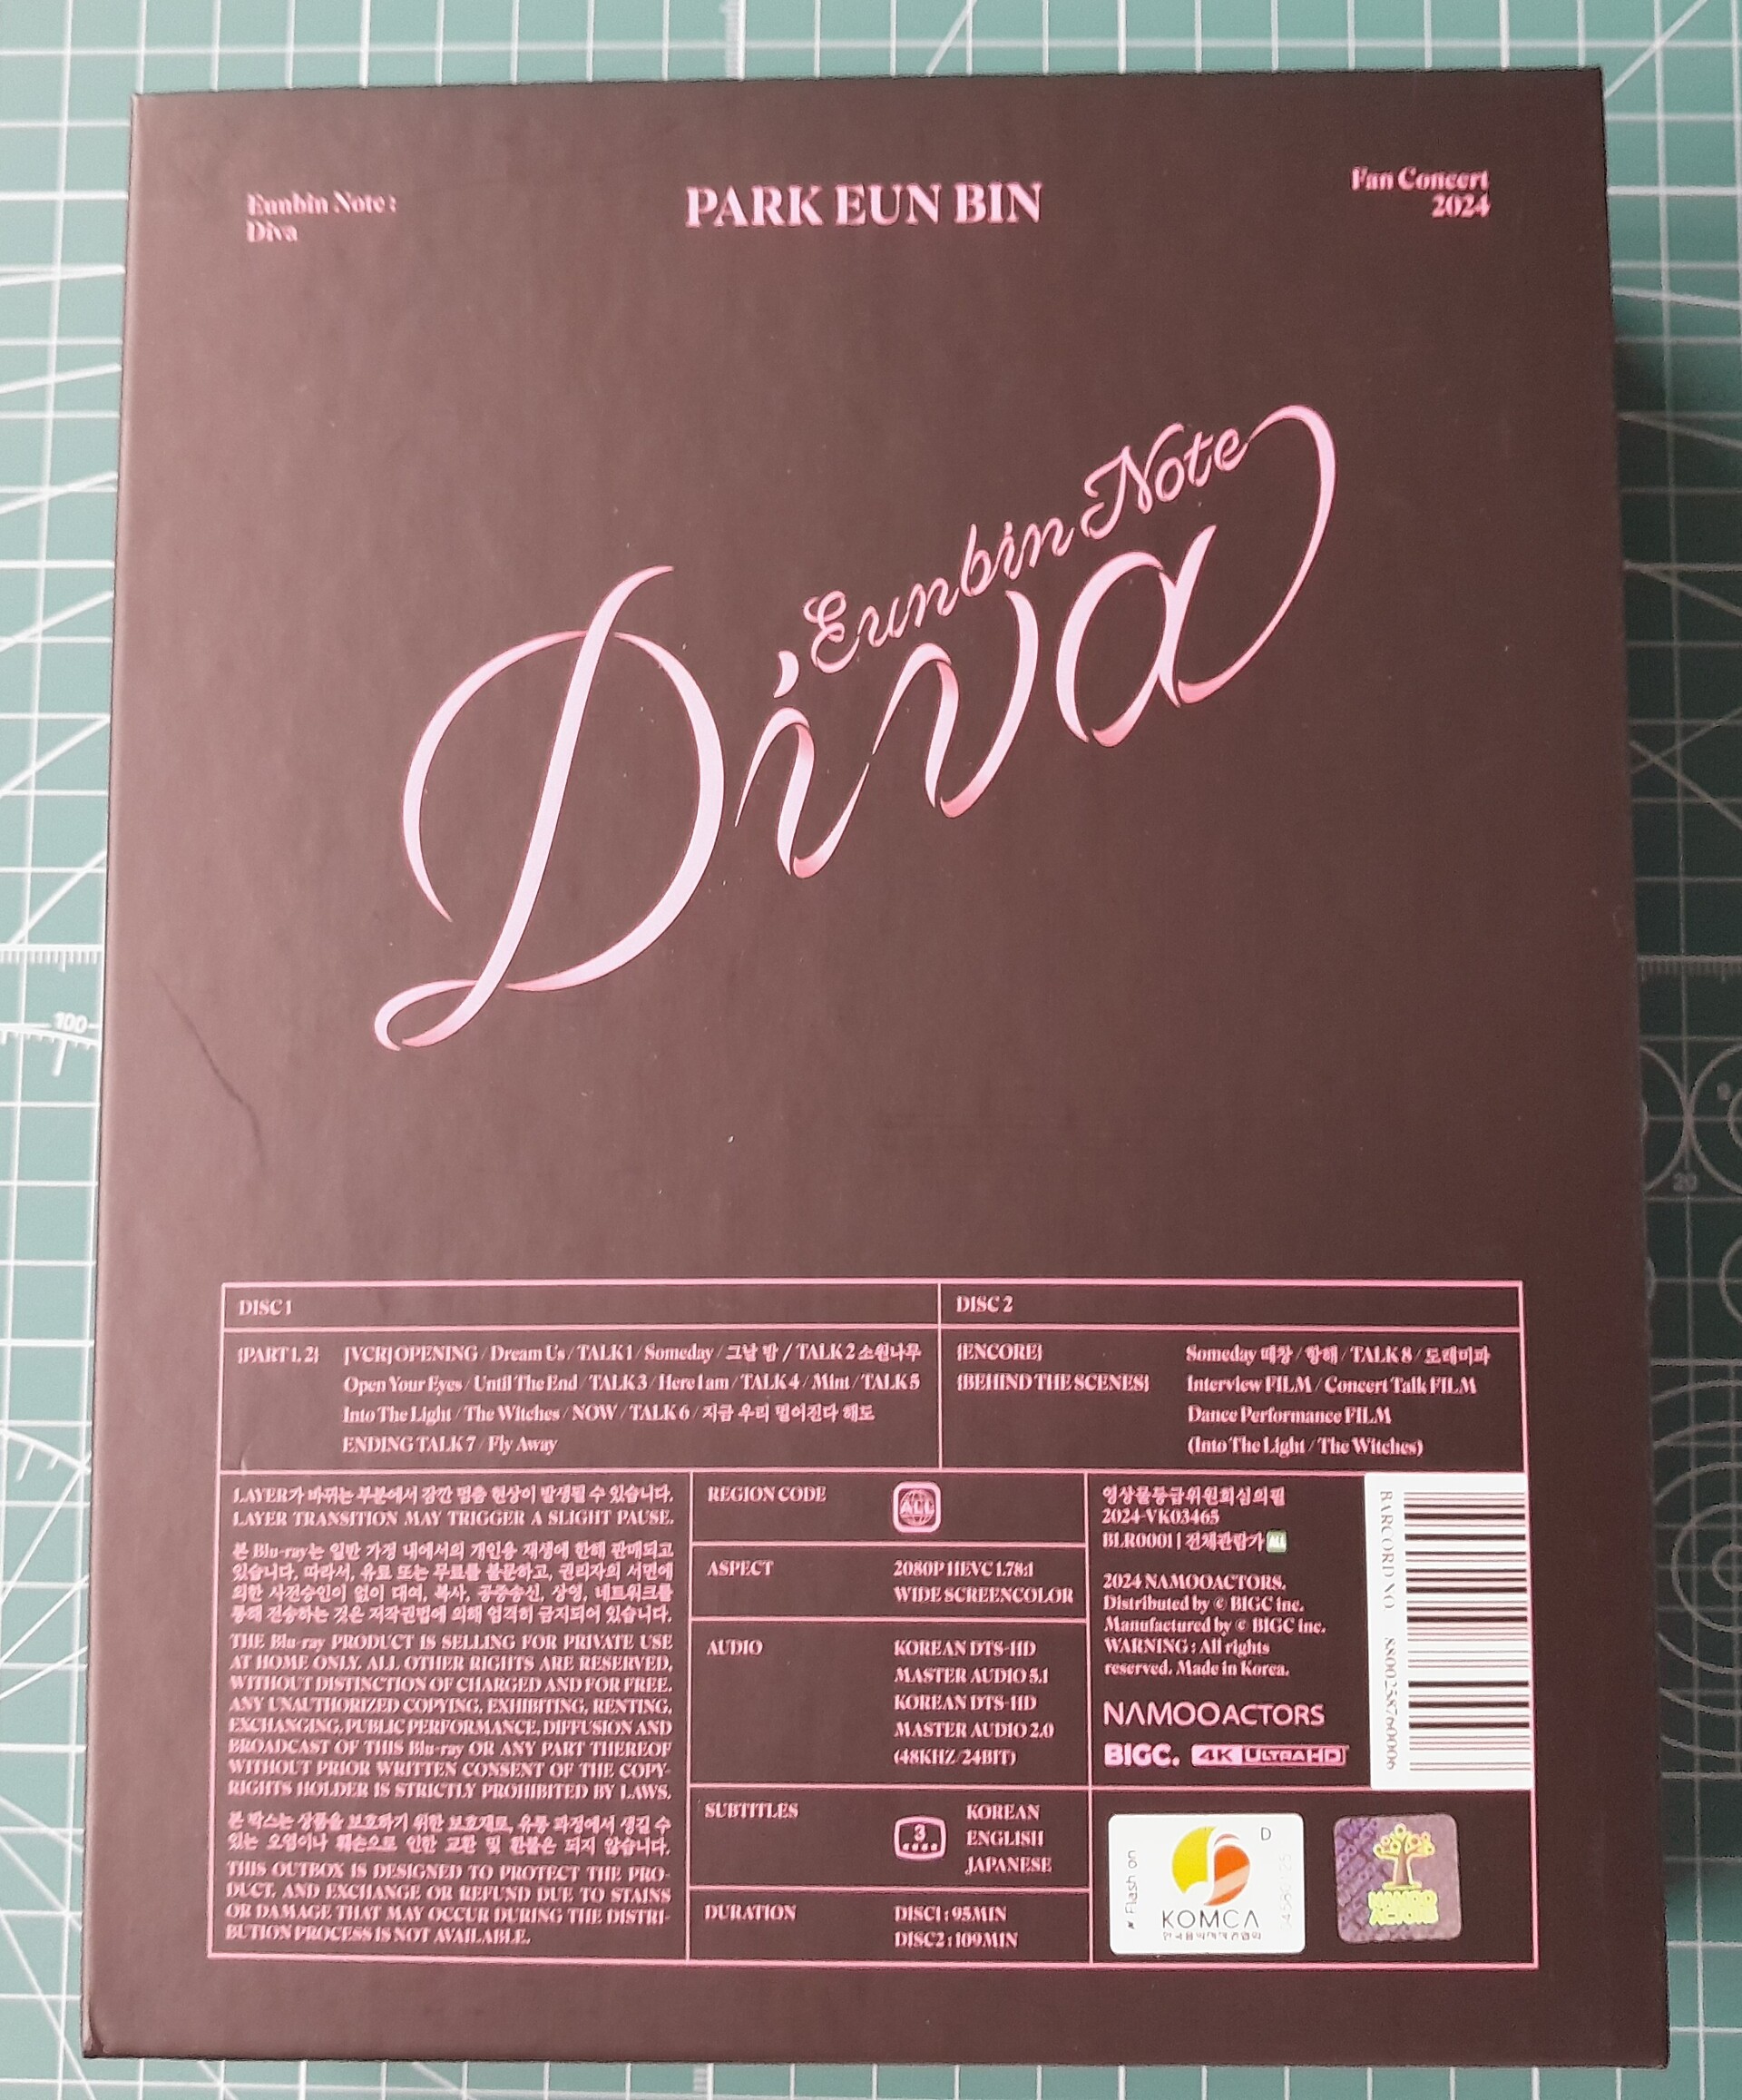 Eunbin Note :
Diva
PARK EUN BIN
Fan Concert
2024
Eunbin Note
Diva
DISC 1
{PART 1, 2}
[VCR] OPENING / Dream Us / TALK 1 / Someday / 그날 밤 / TALK 2 소원나무
Open Your Eyes / Until The End / TALK 3 / Here I am / TALK 4 / Mint / TALK 5
Into The Light / The Witches / NOW / TALK 6 / 지금 우리 멀어진다 해도
ENDING TALK 7 / Fly Away
DISC 2
{ENCORE}
Someday 떼창 / 항해 / TALK 8 / 도레미파
{BEHIND THE SCENES}
Interview FILM / Concert Talk FILM
Dance Performance FILM
(Into The Light / The Witches)
LAYER가 바뀌는 부분에서 잠깐 멈춤 현상이 발생될 수 있습니다.
LAYER TRANSITION MAY TRIGGER A SLIGHT PAUSE.
본 Blu-ray는 일반 가정 내에서의 개인용 재생에 한해 판매되고
있습니다. 따라서, 유료 또는 무료를 불문하고, 권리자의 서면에
의한 사전승인이 없이 대여, 복사, 공중송신, 상영, 네트워크를
통해 전송하는 것은 저작권법에 의해 엄격히 금지되어 있습니다.
THE Blu-ray PRODUCT IS SELLING FOR PRIVATE USE
AT HOME ONLY. ALL OTHER RIGHTS ARE RESERVED,
WITHOUT DISTINCTION OF CHARGED AND FOR FREE.
ANY UNAUTHORIZED COPYING, EXHIBITING, RENTING,
EXCHANGING, PUBLIC PERFORMANCE, DIFFUSION AND
BROADCAST OF THIS Blu-ray OR ANY PART THEREOF
WITHOUT PRIOR WRITTEN CONSENT OF THE COPY-
RIGHTS HOLDER IS STRICTLY PROHIBITED BY LAWS.
본 박스는 상품을 보호하기 위한 보호재로, 유통 과정에서 생길 수
있는 오염이나 훼손으로 인한 교환 및 환불은 되지 않습니다.
THIS OUTBOX IS DESIGNED TO PROTECT THE PRO-
DUCT, AND EXCHANGE OR REFUND DUE TO STAINS
OR DAMAGE THAT MAY OCCUR DURING THE DISTRI-
BUTION PROCESS IS NOT AVAILABLE.
REGION CODE
ALL
ASPECT
2080P HEVC 1.78:1
WIDE SCREENCOLOR
AUDIO
KOREAN DTS-HD
MASTER AUDIO 5.1
KOREAN DTS-HD
MASTER AUDIO 2.0
(48KHZ/24BIT)
SUBTITLES
3
KOREAN
ENGLISH
JAPANESE
DURATION
DISC1 : 95MIN
DISC2 : 109MIN
영상물등급위원회심의필
2024-VK03465
BLR00011 | 전체관람가 ALL
2024 NAMOOACTORS.
Distributed by © BIGC inc.
Manufactured by © BIGC inc.
WARNING : All rights
reserved. Made in Korea.
NAMOOACTORS
BIGC. 4K ULTRA HD
BARCORD NO 8800258760006
* Flash on
D
KOMCA
한국음악저작권협회
NAMOO
ACTORS
100
20